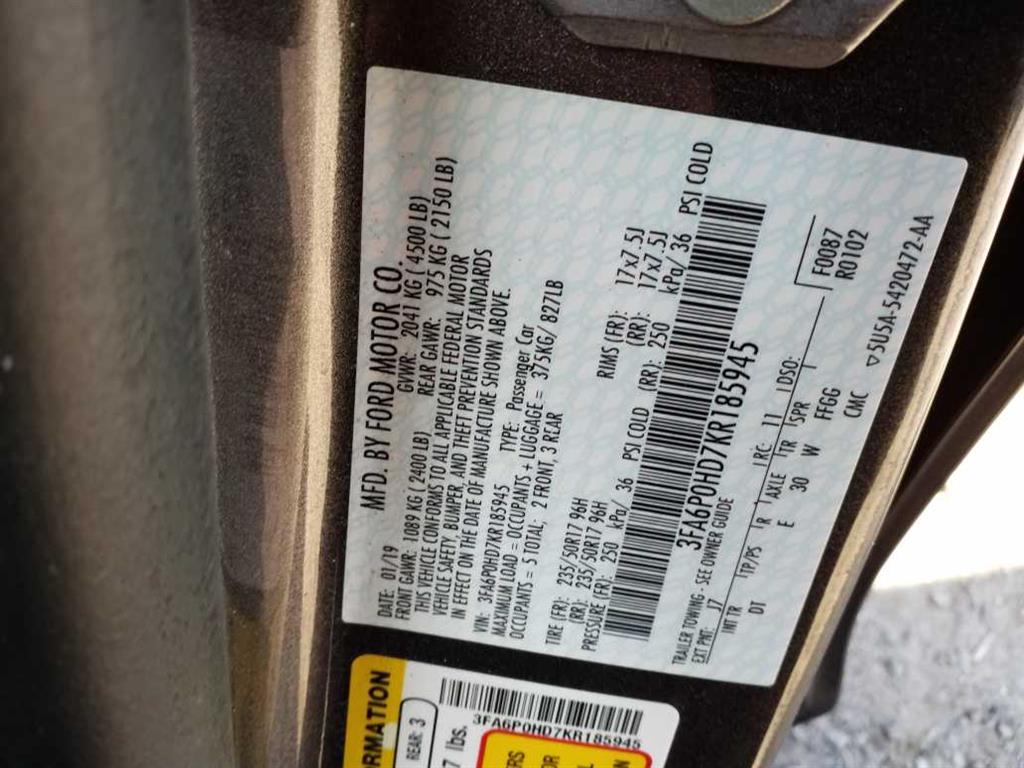 MFD. BY FORD MOTOR CO.
DATE: 01/19 GVWR: 2041 KG ( 4500 LB)
FRONT GAWR: 1089 KG ( 2400 LB) REAR GAWR: 975 KG ( 2150 LB)
THIS VEHICLE CONFORMS TO ALL APPLICABLE FEDERAL MOTOR
VEHICLE SAFETY, BUMPER, AND THEFT PREVENTION STANDARDS
IN EFFECT ON THE DATE OF MANUFACTURE SHOWN ABOVE.
VIN: 3FA6P0HD7KR185945 TYPE: Passenger Car
MAXIMUM LOAD = OCCUPANTS + LUGGAGE = 375KG/ 827LB
OCCUPANTS = 5 TOTAL; 2 FRONT, 3 REAR
TIRE (FR): 235/50R17 96H RIMS (FR): 17x7.5J
(RR): 235/50R17 96H (RR): 17x7.5J
PRESSURE (FR): 250 kPa/ 36 PSI COLD (RR): 250 kPa/ 36 PSI COLD
3FA6P0HD7KR185945
TRAILER TOWING - SEE OWNER GUIDE
EXT PNT: J7 RC: 11 DSO: F0087
R0102
INT TR TP/PS R AXLE TR SPR
DT E 30 W FFGG
CMC ▽5U5A-5420472-AA
RMATION
REAR: 3
7 lbs.
3FA6P0HD7KR185945